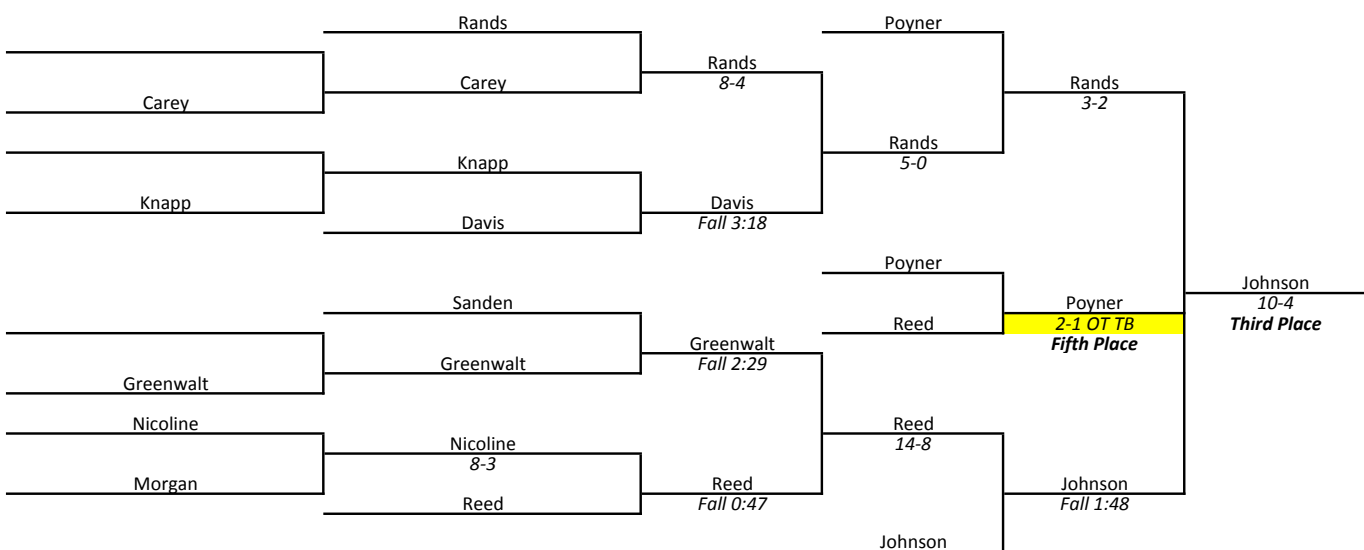 Rands
Poyner
Rands
8-4
Carey
Rands
3-2
Carey
Rands
5-0
Knapp
Knapp
Davis
Fall 3:18
Davis
Poyner
Johnson
10-4
Third Place
Sanden
Poyner
2-1 OT TB
Fifth Place
Reed
Greenwalt
Fall 2:29
Greenwalt
Greenwalt
Nicoline
Reed
14-8
Nicoline
8-3
Morgan
Reed
Fall 0:47
Johnson
Fall 1:48
Reed
Johnson